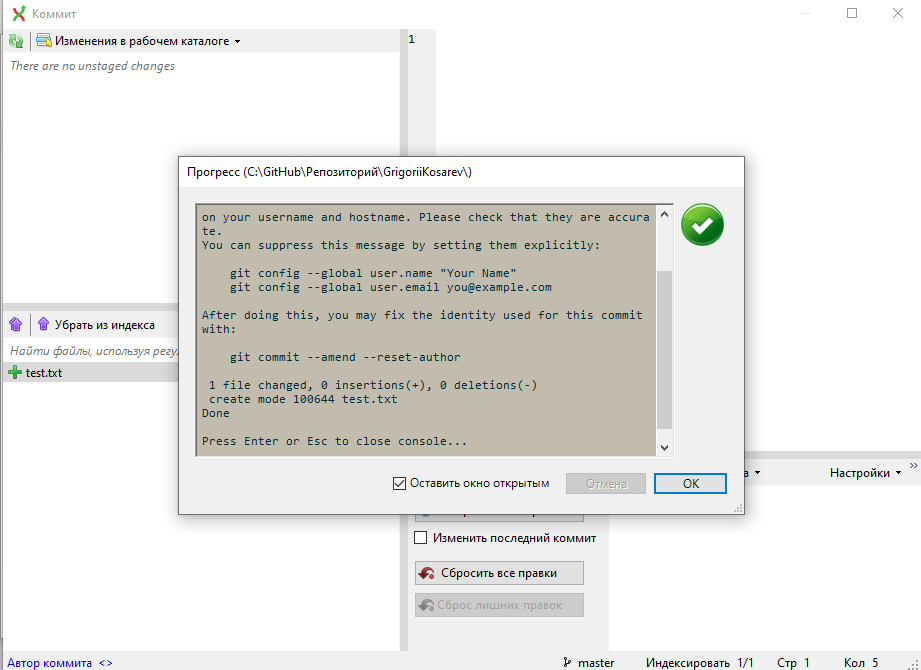 Коммит
Изменения в рабочем каталоге
There are no unstaged changes
1
Прогресс (C:\GitHub\Репозиторий\GrigoriiKosarev\)
on your username and hostname. Please check that they are accura
te.
You can suppress this message by setting them explicitly:
git config --global user.name "Your Name"
git config --global user.email you@example.com
After doing this, you may fix the identity used for this commit
with:
git commit --amend --reset-author
1 file changed, 0 insertions(+), 0 deletions(-)
create mode 100644 test.txt
Done
Press Enter or Esc to close console...
Оставить окно открытым
Отмена
OK
Убрать из индекса
Найти файлы, используя регу
test.txt
а
Настройки
»
Изменить последний коммит
Сбросить все правки
Сброс лишних правок
Автор коммита <>
master
Индексировать 1/1
Стр 1
Кол 5